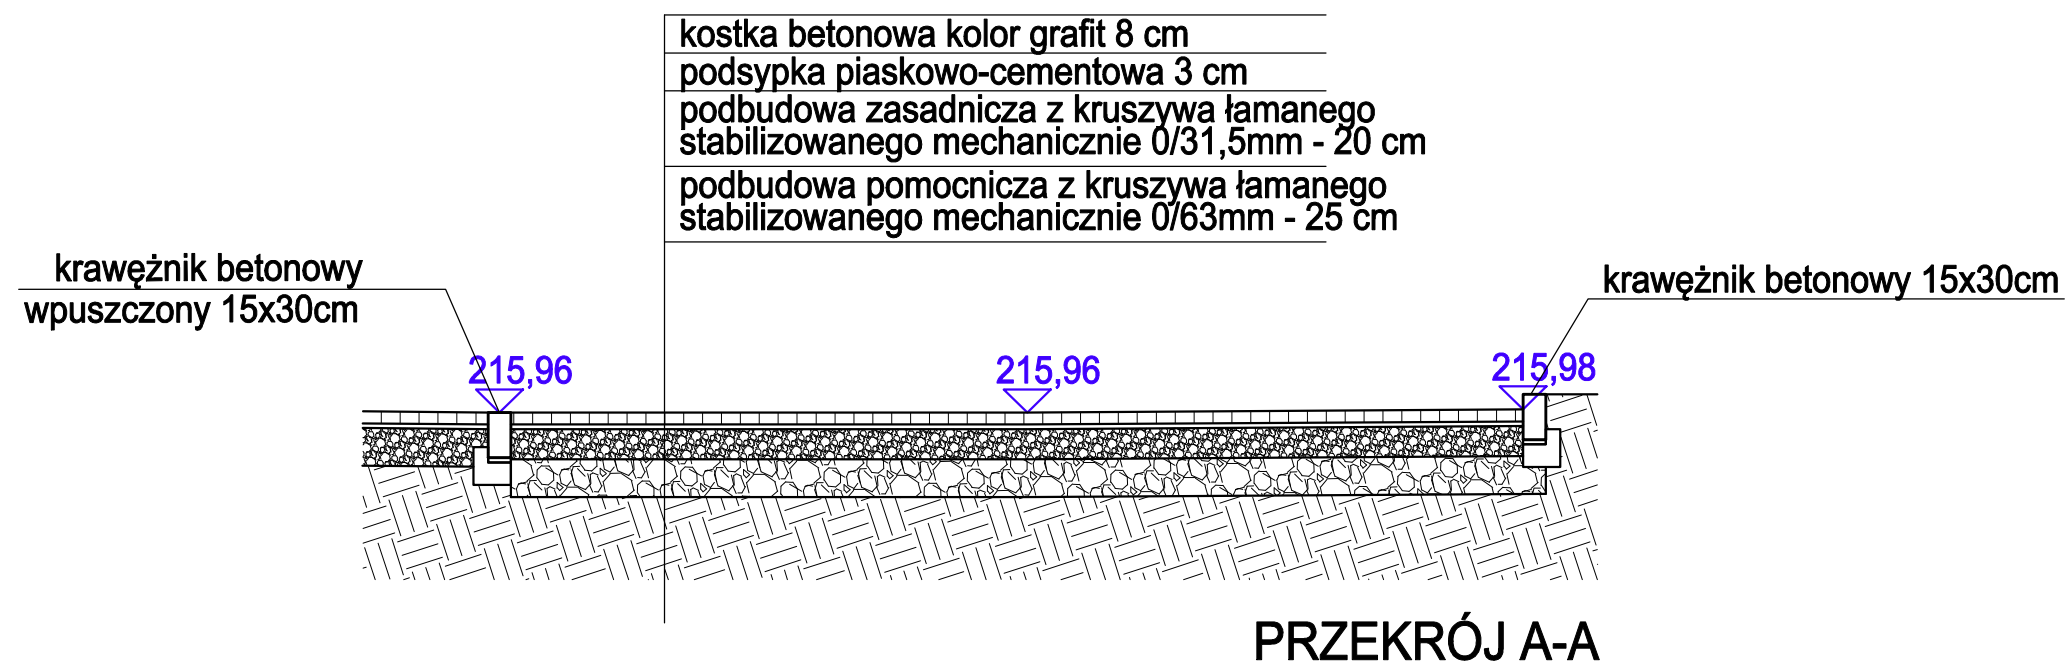 kostka betonowa kolor grafit 8 cm
podsypka piaskowo-cementowa 3 cm
podbudowa zasadnicza z kruszywa łamanego
stabilizowanego mechanicznie 0/31,5mm - 20 cm
podbudowa pomocnicza z kruszywa łamanego
stabilizowanego mechanicznie 0/63mm - 25 cm
krawężnik betonowy
wpuszczony 15x30cm
krawężnik betonowy 15x30cm
215,96
215,96
215,98
PRZEKRÓJ A-A